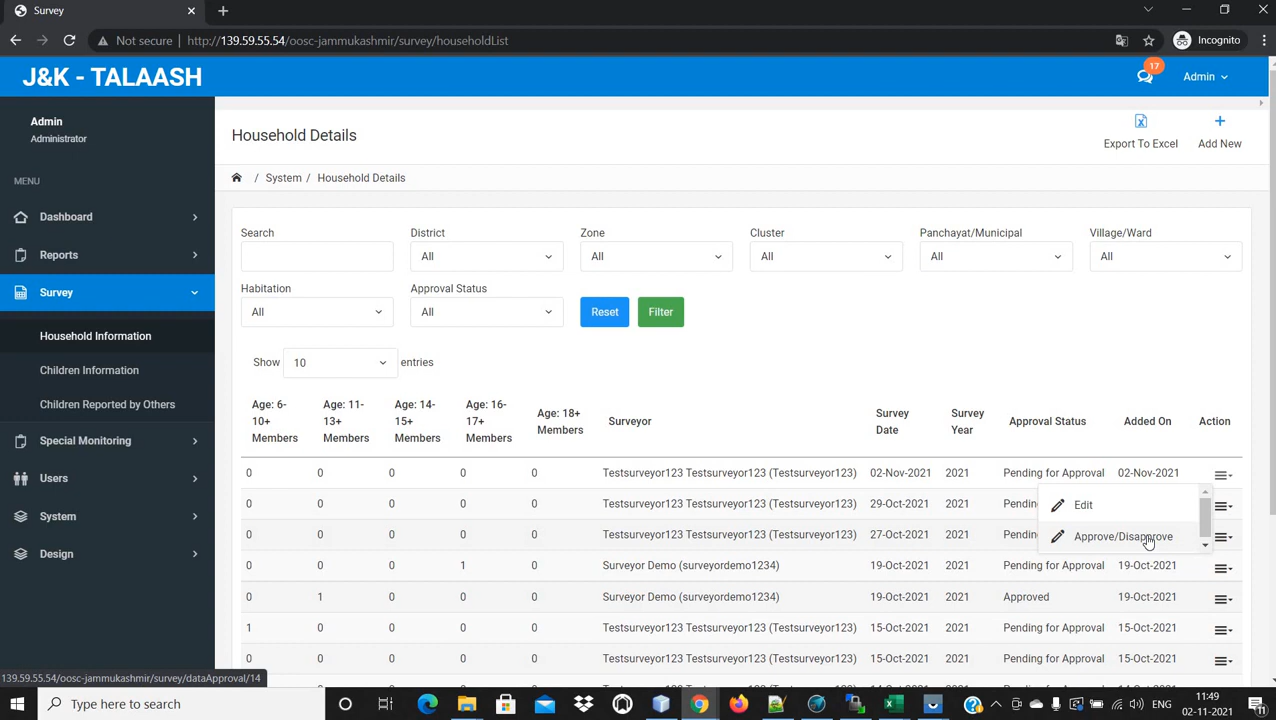 Survey
Not secure
http://139.59.55.54/oosc-jammukashmir/survey/householdList
Incognito
J&K - TALAASH
17
Admin
Admin
Administrator
MENU
Dashboard
Reports
Survey
Household Information
Children Information
Children Reported by Others
Special Monitoring
Users
System
Design
Household Details
Export To Excel
Add New
/ System / Household Details
Search District Zone Cluster Panchayat/Municipal Village/Ward
All All All All All
Habitation Approval Status
All All Reset Filter
Show 10 entries
Age: 6-10+ Members Age: 11-13+ Members Age: 14-15+ Members Age: 16-17+ Members Age: 18+ Members Surveyor Survey Date Survey Year Approval Status Added On Action
0 0 0 0 0 Testsurveyor123 Testsurveyor123 (Testsurveyor123) 02-Nov-2021 2021 Pending for Approval 02-Nov-2021
0 0 0 0 0 Testsurveyor123 Testsurveyor123 (Testsurveyor123) 29-Oct-2021 2021 Pendin
Edit
0 0 0 0 0 Testsurveyor123 Testsurveyor123 (Testsurveyor123) 27-Oct-2021 2021 Pendin
Approve/Disapprove
0 0 0 1 0 Surveyor Demo (surveyordemo1234) 19-Oct-2021 2021 Pending for Approval 19-Oct-2021
0 1 0 0 0 Surveyor Demo (surveyordemo1234) 19-Oct-2021 2021 Approved 19-Oct-2021
1 0 0 0 0 Testsurveyor123 Testsurveyor123 (Testsurveyor123) 15-Oct-2021 2021 Pending for Approval 15-Oct-2021
0 0 0 0 0 Testsurveyor123 Testsurveyor123 (Testsurveyor123) 15-Oct-2021 2021 Pending for Approval 15-Oct-2021
139.59.55.54/oosc-jammukashmir/survey/dataApproval/14
Type here to search
ENG
11:49
02-11-2021
11